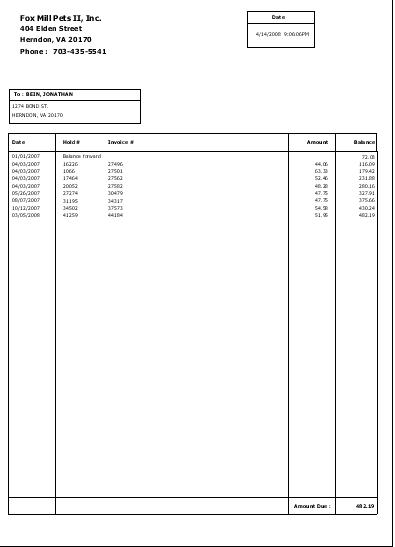 Fox Mill Pets II, Inc.
404 Elden Street
Herndon, VA 20170
Phone : 703-435-5541
Date
4/14/2008 9:06:06PM
To : BEIN, JONATHAN
1274 BOND ST.
HERNDON, VA 20170
Date Hold # Invoice # Amount Balance
01/01/2007 Balance forward 72.03
04/03/2007 16226 27496 44.06 116.09
04/03/2007 1066 27501 63.33 179.42
04/03/2007 17464 27562 52.46 231.88
04/03/2007 20052 27582 48.28 280.16
05/26/2007 27274 30479 47.75 327.91
08/07/2007 31195 34317 47.75 375.66
10/12/2007 34502 37573 54.58 430.24
03/05/2008 41259 44184 51.95 482.19
Amount Due : 482.19